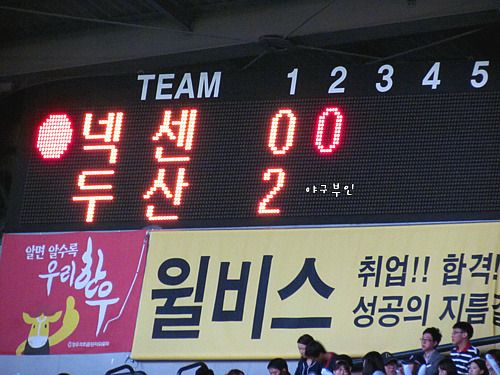 TEAM 1 2 3 4 5
넥센 0 0
두산 2
야구부인
알면 알수록
우리한우
윌비스
취업!! 합격!
성공의 지름길